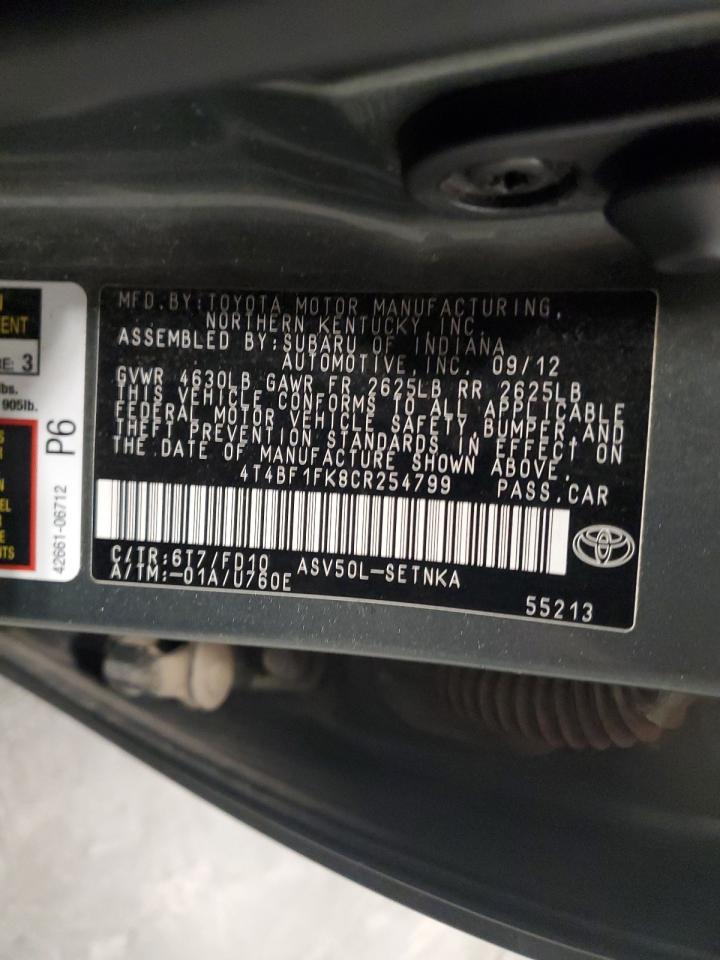 MFD.BY:TOYOTA MOTOR MANUFACTURING,
NORTHERN KENTUCKY INC.
ASSEMBLED BY:SUBARU OF INDIANA
AUTOMOTIVE,INC. 09/12
GVWR 4630LB GAWR FR 2625LB RR 2625LB
THIS VEHICLE CONFORMS TO ALL APPLICABLE
FEDERAL MOTOR VEHICLE SAFETY,BUMPER,AND
THEFT PREVENTION STANDARDS IN EFFECT ON
THE DATE OF MANUFACTURE SHOWN ABOVE.
4T4BF1FK8CR254799 PASS.CAR
C/TR:6T7/FD10 ASV50L-SETNKA
A/TM:-01A/U760E
55213
3
lbs.
905lb.
P6
42661-06712